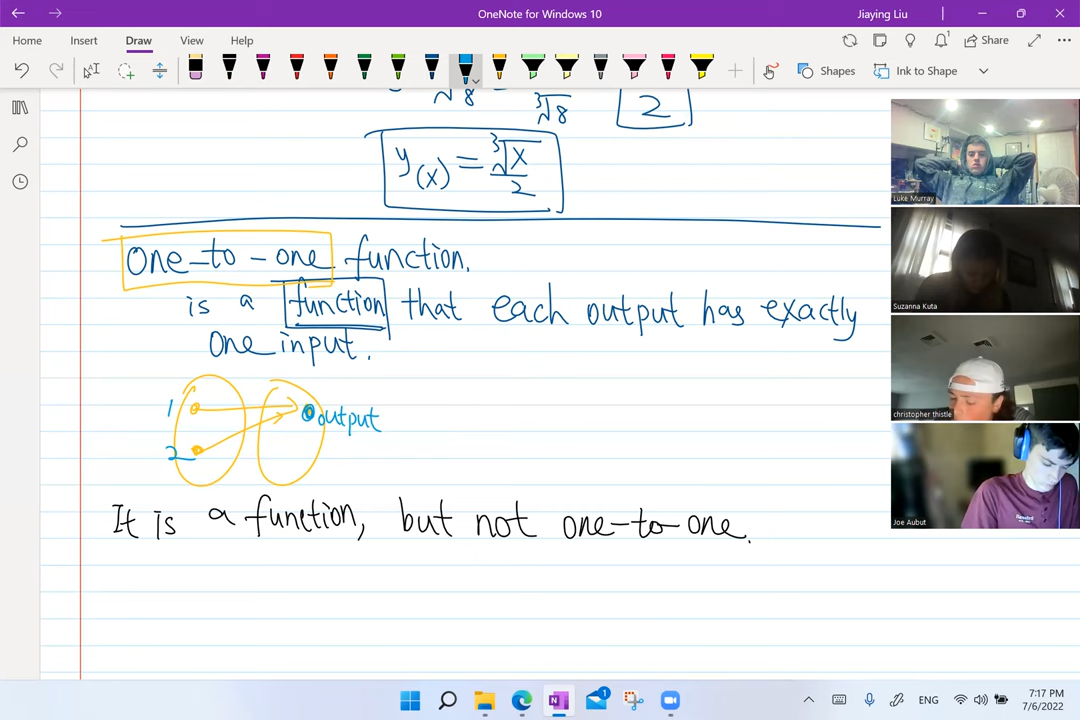 OneNote for Windows 10
Jiaying Liu
Home Insert Draw View Help
Share
Shapes
Ink to Shape
√8 =
∛8
2
y(x) = ∛x/2
One-to-one function.
is a function that each output has exactly
one input.
1
output
2
It is a function, but not one-to-one.
Luke Murray
Suzanna Kuta
christopher thistle
Joe Aubut
1
ENG
7:17 PM
7/6/2022